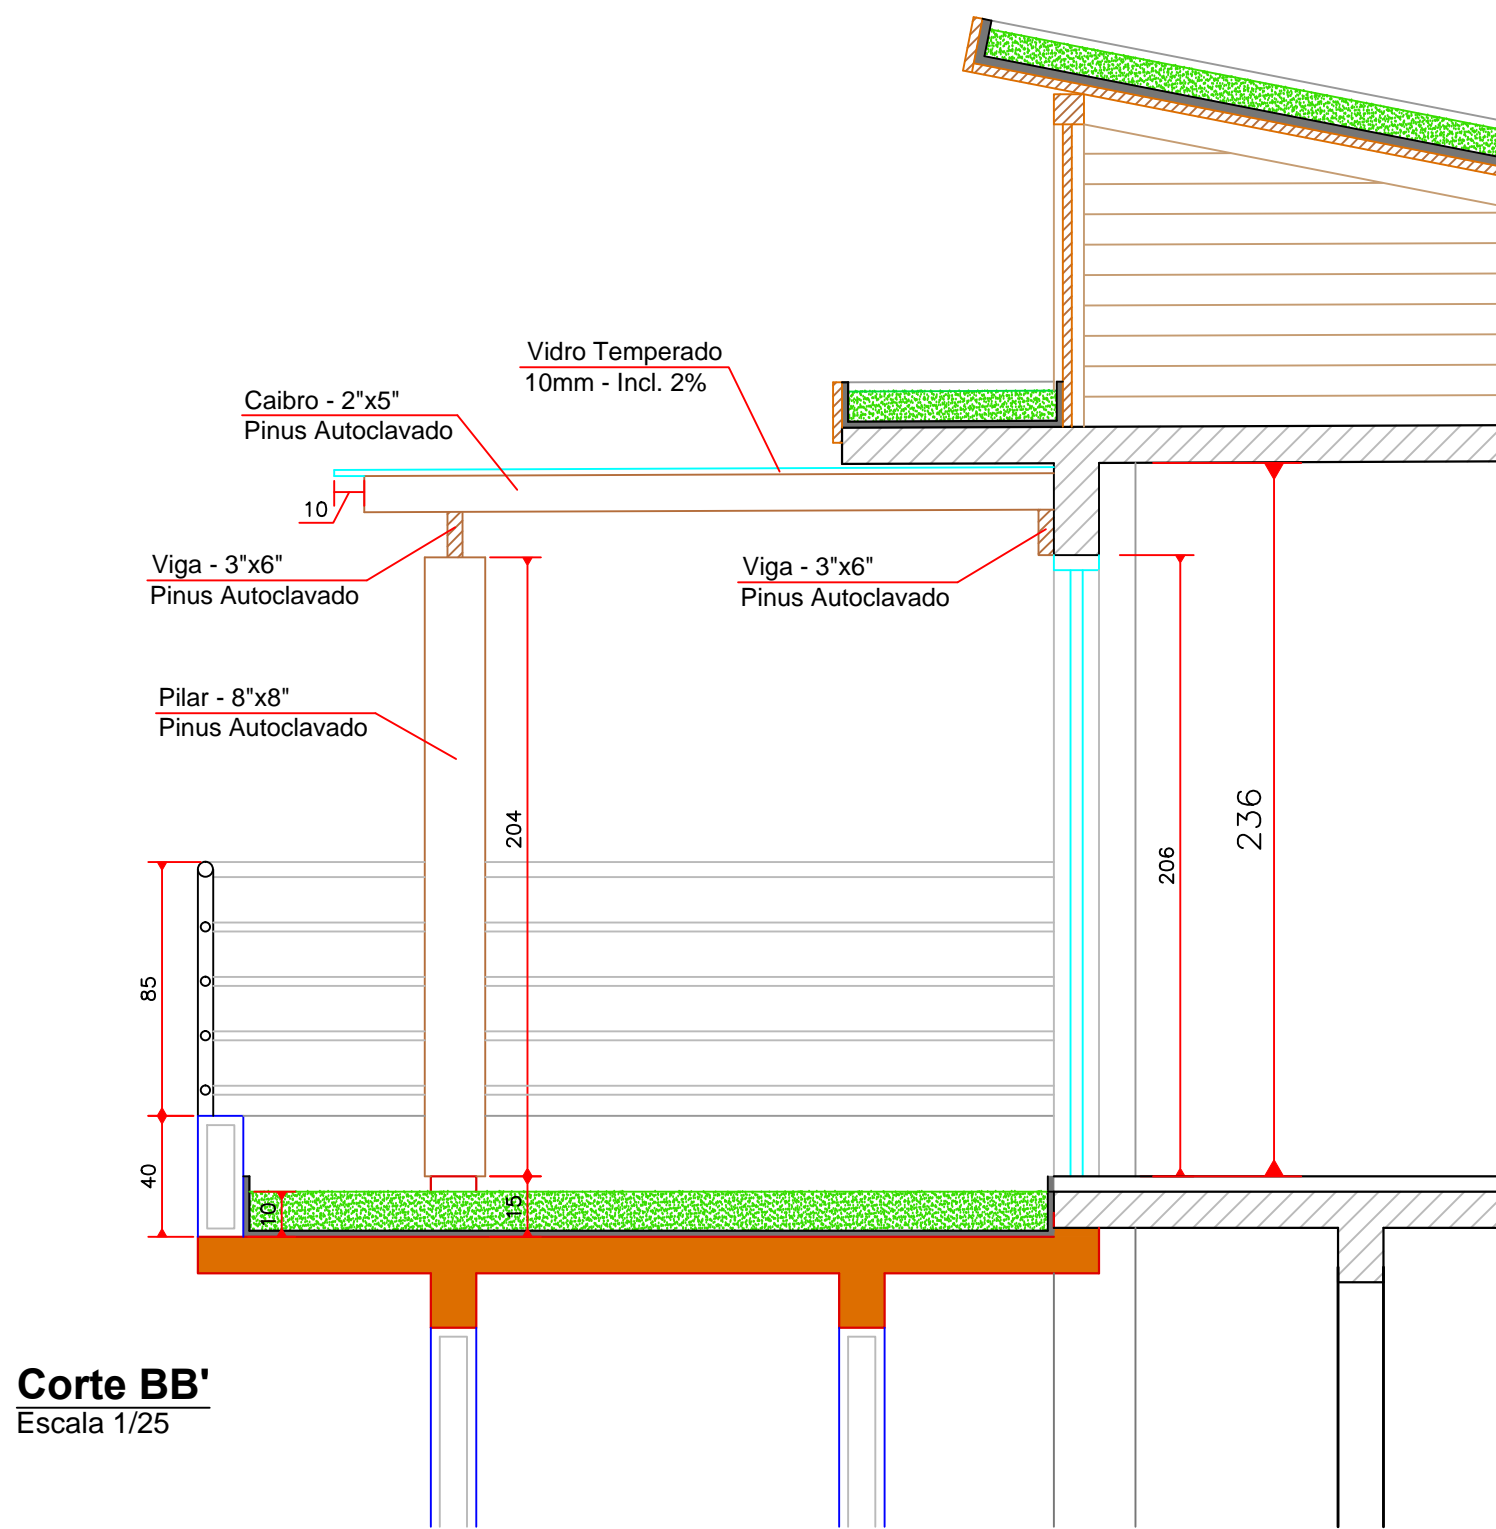 Vidro Temperado
10mm - Incl. 2%
Caibro - 2"x5"
Pinus Autoclavado
10
Viga - 3"x6"
Pinus Autoclavado
Viga - 3"x6"
Pinus Autoclavado
Pilar - 8"x8"
Pinus Autoclavado
204
236
206
85
40
10
15
Corte BB'
Escala 1/25